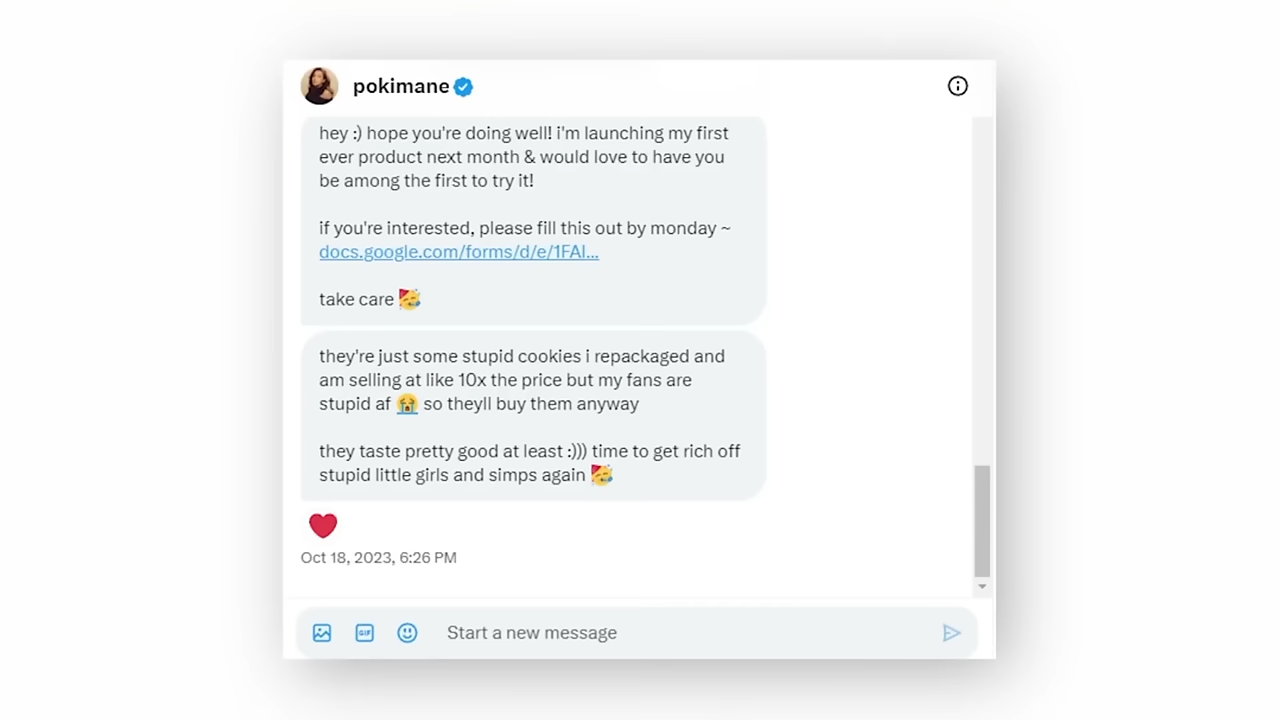 pokimane
hey :) hope you're doing well! i'm launching my first
ever product next month & would love to have you
be among the first to try it!
if you're interested, please fill this out by monday ~
docs.google.com/forms/d/e/1FAI...
take care 🥳
they're just some stupid cookies i repackaged and
am selling at like 10x the price but my fans are
stupid af 😭 so theyll buy them anyway
they taste pretty good at least :))) time to get rich off
stupid little girls and simps again 🥳
Oct 18, 2023, 6:26 PM
GIF
Start a new message